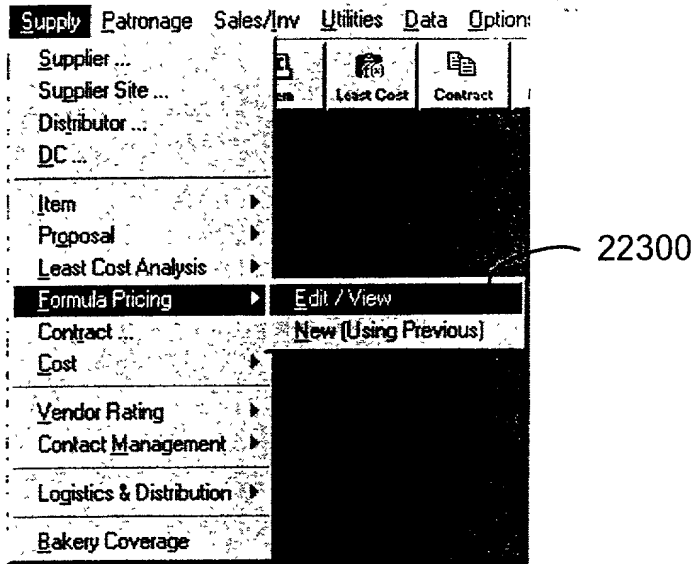 Supply Patronage Sales/Inv Utilities Data Option
Supplier ...
Supplier Site ...
Distributor ...
DC ...
Least Cost Contract
Item
Proposal
Least Cost Analysis
22300
Formula Pricing Edit / View
Contract ... New (Using Previous)
Cost
Vendor Rating
Contact Management
Logistics & Distribution
Bakery Coverage